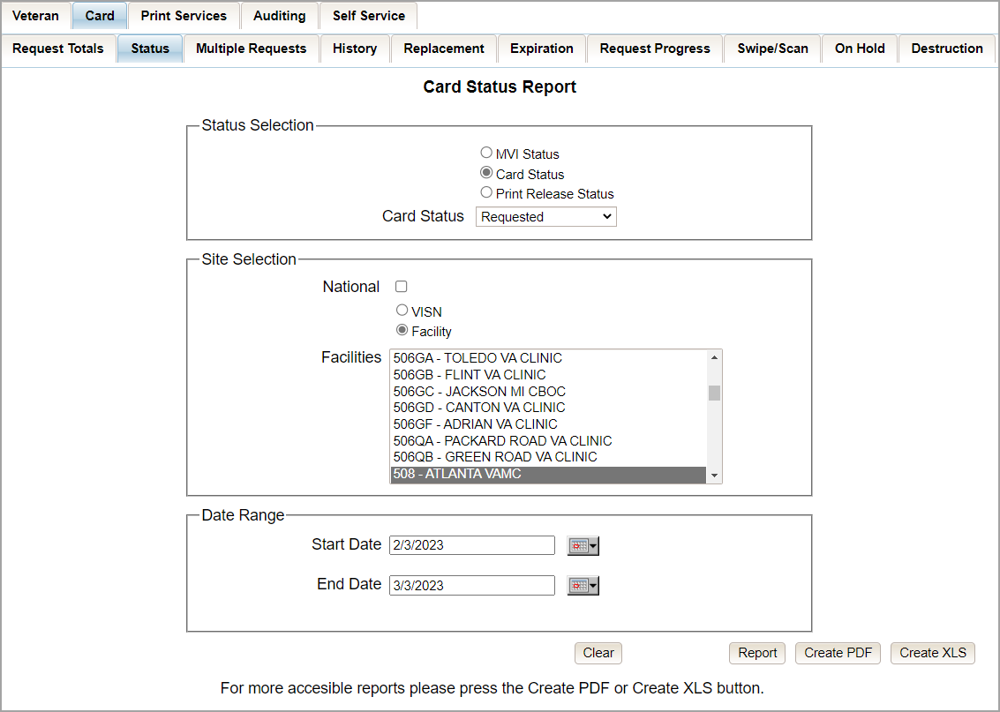 Veteran Card Print Services Auditing Self Service
Request Totals Status Multiple Requests History Replacement Expiration Request Progress Swipe/Scan On Hold Destruction
Card Status Report
Status Selection
MVI Status
Card Status
Print Release Status
Card Status Requested
Site Selection
National
VISN
Facility
Facilities 506GA - TOLEDO VA CLINIC
506GB - FLINT VA CLINIC
506GC - JACKSON MI CBOC
506GD - CANTON VA CLINIC
506GF - ADRIAN VA CLINIC
506QA - PACKARD ROAD VA CLINIC
506QB - GREEN ROAD VA CLINIC
508 - ATLANTA VAMC
Date Range
Start Date 2/3/2023
End Date 3/3/2023
Clear Report Create PDF Create XLS
For more accesible reports please press the Create PDF or Create XLS button.